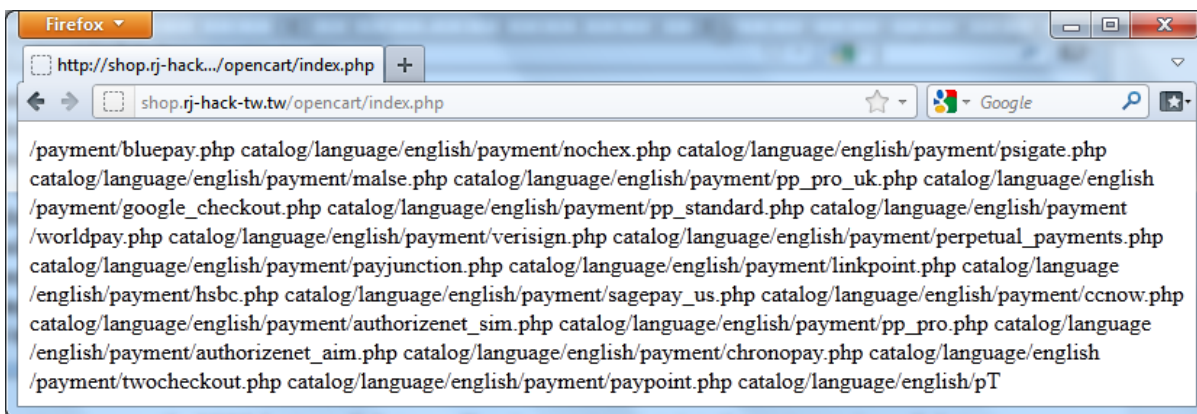 Firefox
http://shop.rj-hack.../opencart/index.php
shop.rj-hack-tw.tw/opencart/index.php
Google
/payment/bluepay.php catalog/language/english/payment/nochex.php catalog/language/english/payment/psigate.php
catalog/language/english/payment/malse.php catalog/language/english/payment/pp_pro_uk.php catalog/language/english
/payment/google_checkout.php catalog/language/english/payment/pp_standard.php catalog/language/english/payment
/worldpay.php catalog/language/english/payment/verisign.php catalog/language/english/payment/perpetual_payments.php
catalog/language/english/payment/payjunction.php catalog/language/english/payment/linkpoint.php catalog/language
/english/payment/hsbc.php catalog/language/english/payment/sagepay_us.php catalog/language/english/payment/ccnow.php
catalog/language/english/payment/authorizenet_sim.php catalog/language/english/payment/pp_pro.php catalog/language
/english/payment/authorizenet_aim.php catalog/language/english/payment/chronopay.php catalog/language/english
/payment/twocheckout.php catalog/language/english/payment/paypoint.php catalog/language/english/pT